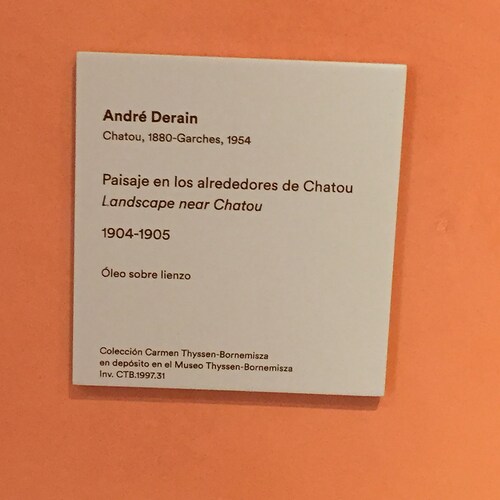 André Derain
Chatou, 1880-Garches, 1954
Paisaje en los alrededores de Chatou
Landscape near Chatou
1904-1905
Óleo sobre lienzo
Colección Carmen Thyssen-Bornemisza
en depósito en el Museo Thyssen-Bornemisza
Inv. CTB.1997.31